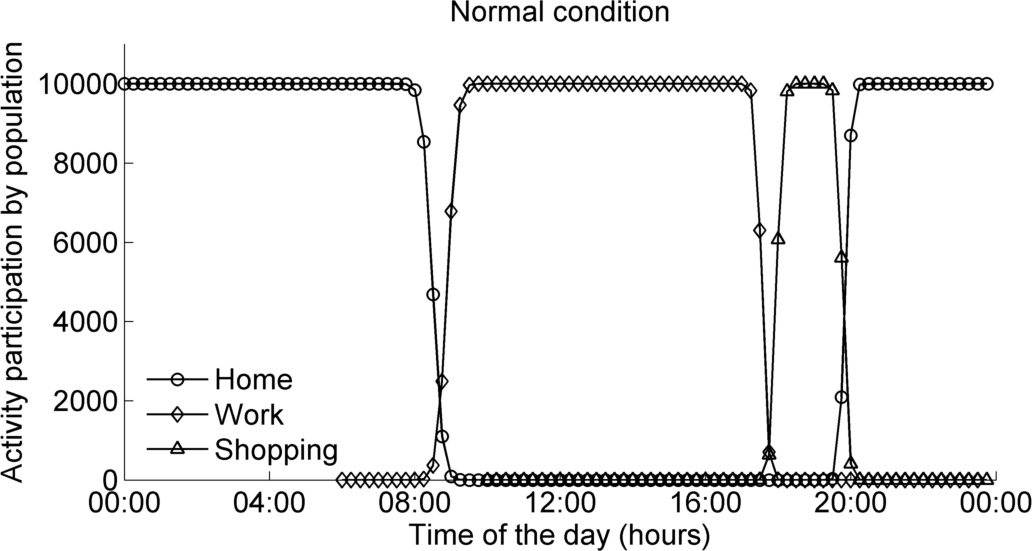 Normal condition
Activity participation by population
10000
8000
6000
4000
2000
0
Home
Work
Shopping
00:00 04:00 08:00 12:00 16:00 20:00 00:00
Time of the day (hours)